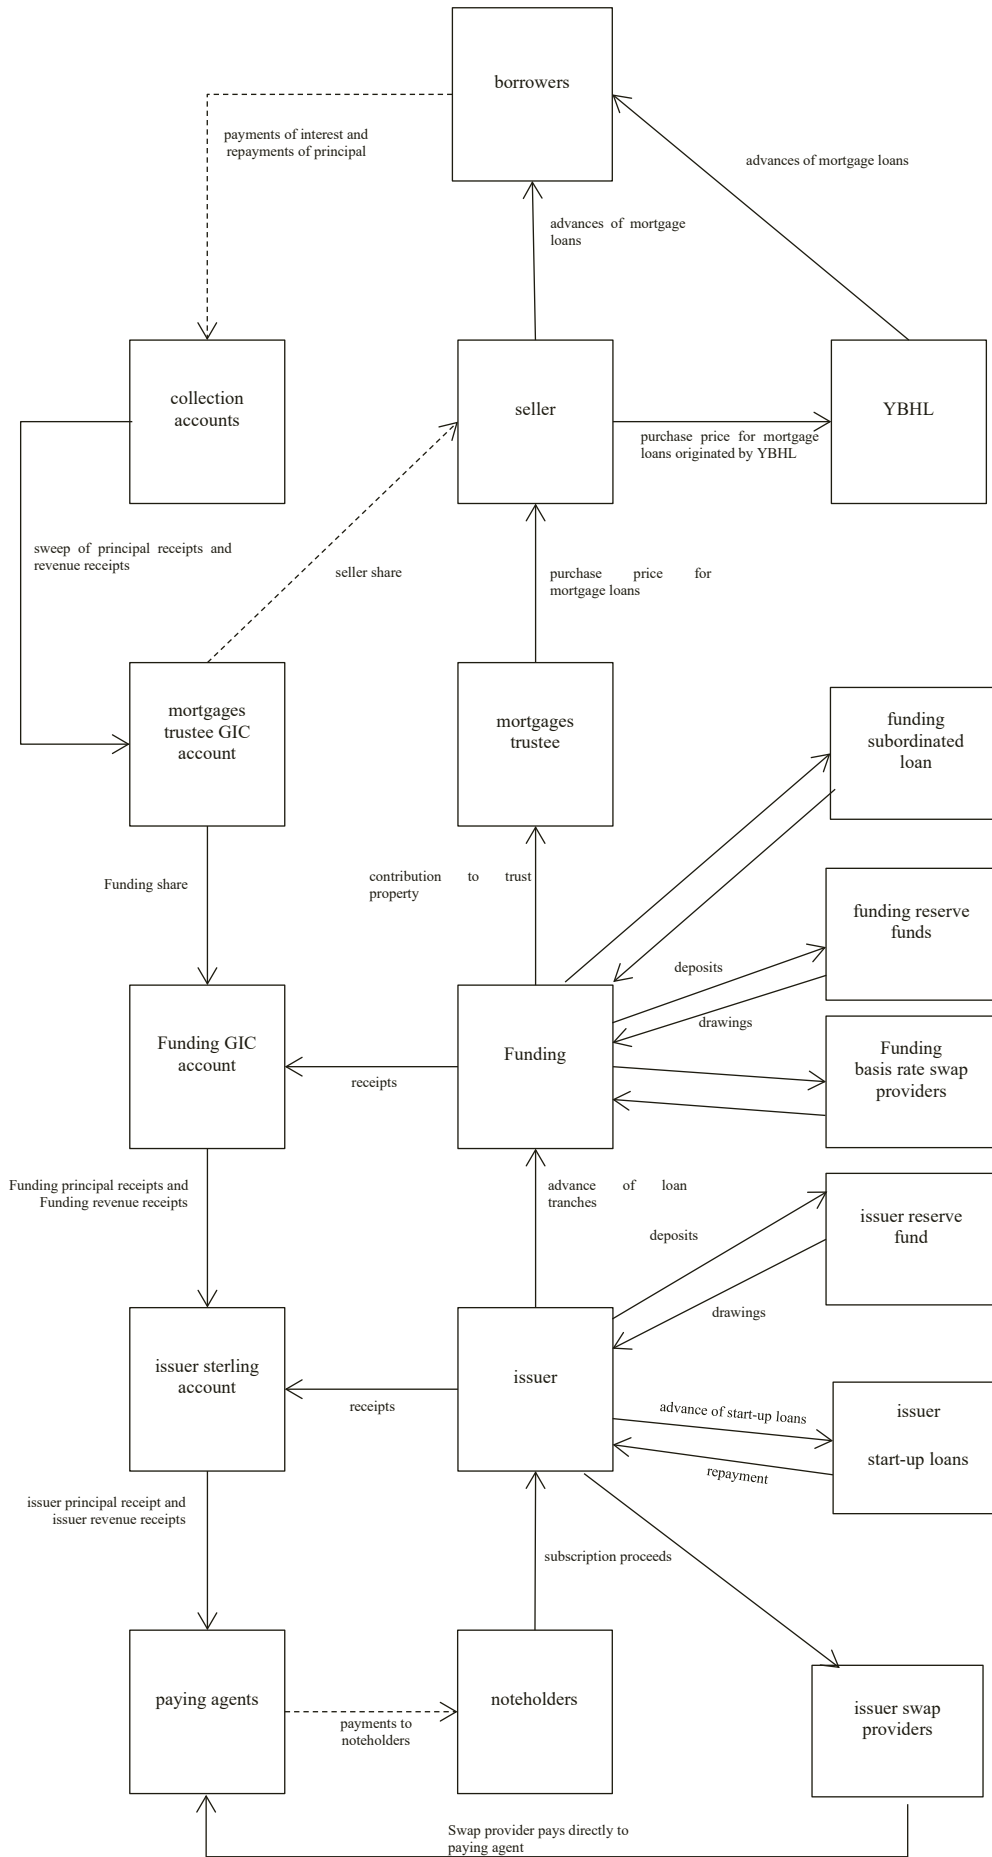 borrowers
payments of interest and
repayments of principal
advances of mortgage loans
advances of mortgage
loans
collection
accounts
seller
YBHL
purchase price for mortgage
loans originated by YBHL
sweep of principal receipts and
revenue receipts
seller share
purchase price for
mortgage loans
mortgages
trustee GIC
account
mortgages
trustee
funding
subordinated
loan
Funding share
contribution to trust
property
funding reserve
funds
deposits
drawings
Funding GIC
account
receipts
Funding
Funding
basis rate swap
providers
Funding principal receipts and
Funding revenue receipts
advance of loan
tranches
deposits
issuer reserve
fund
drawings
issuer sterling
account
receipts
issuer
advance of start-up loans
repayment
issuer
start-up loans
issuer principal receipt and
issuer revenue receipts
subscription proceeds
paying agents
payments to
noteholders
noteholders
issuer swap
providers
Swap provider pays directly to
paying agent